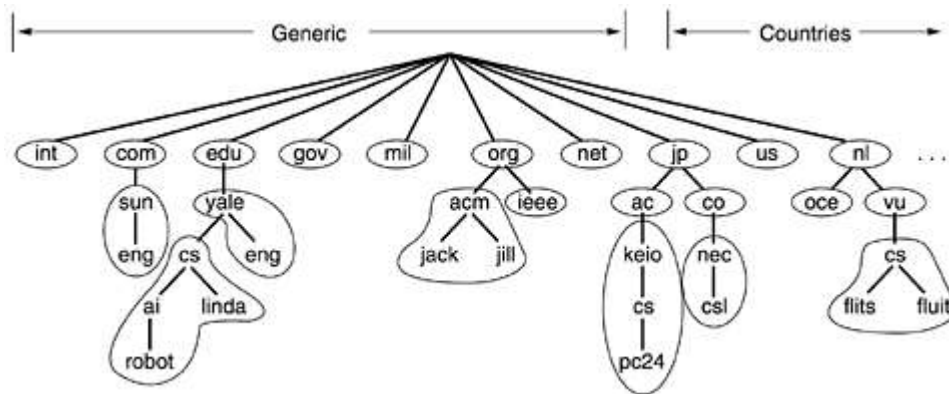 Generic Countries
int com edu gov mil org net jp us nl ...
sun yale acm ieee ac co oce vu
eng cs eng jack jill keio nec cs
ai linda cs csl flits fluit
robot pc24